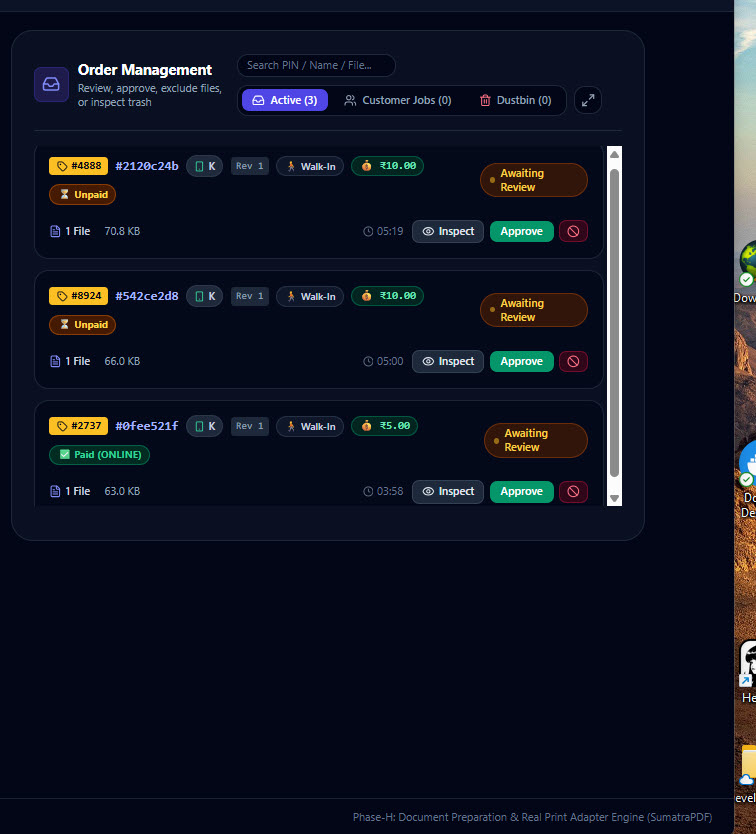 Order Management
Review, approve, exclude files,
or inspect trash
Search PIN / Name / File...
Active (3)
Customer Jobs (0)
Dustbin (0)
#4888 #2120c24b K Rev 1 Walk-In ₹10.00
Awaiting
Review
Unpaid
1 File 70.8 KB 05:19 Inspect Approve
#8924 #542ce2d8 K Rev 1 Walk-In ₹10.00
Awaiting
Review
Unpaid
1 File 66.0 KB 05:00 Inspect Approve
#2737 #0fee521f K Rev 1 Walk-In ₹5.00
Awaiting
Review
Paid (ONLINE)
1 File 63.0 KB 03:58 Inspect Approve
Phase-H: Document Preparation & Real Print Adapter Engine (SumatraPDF)
Dow
Do
De
He
evel